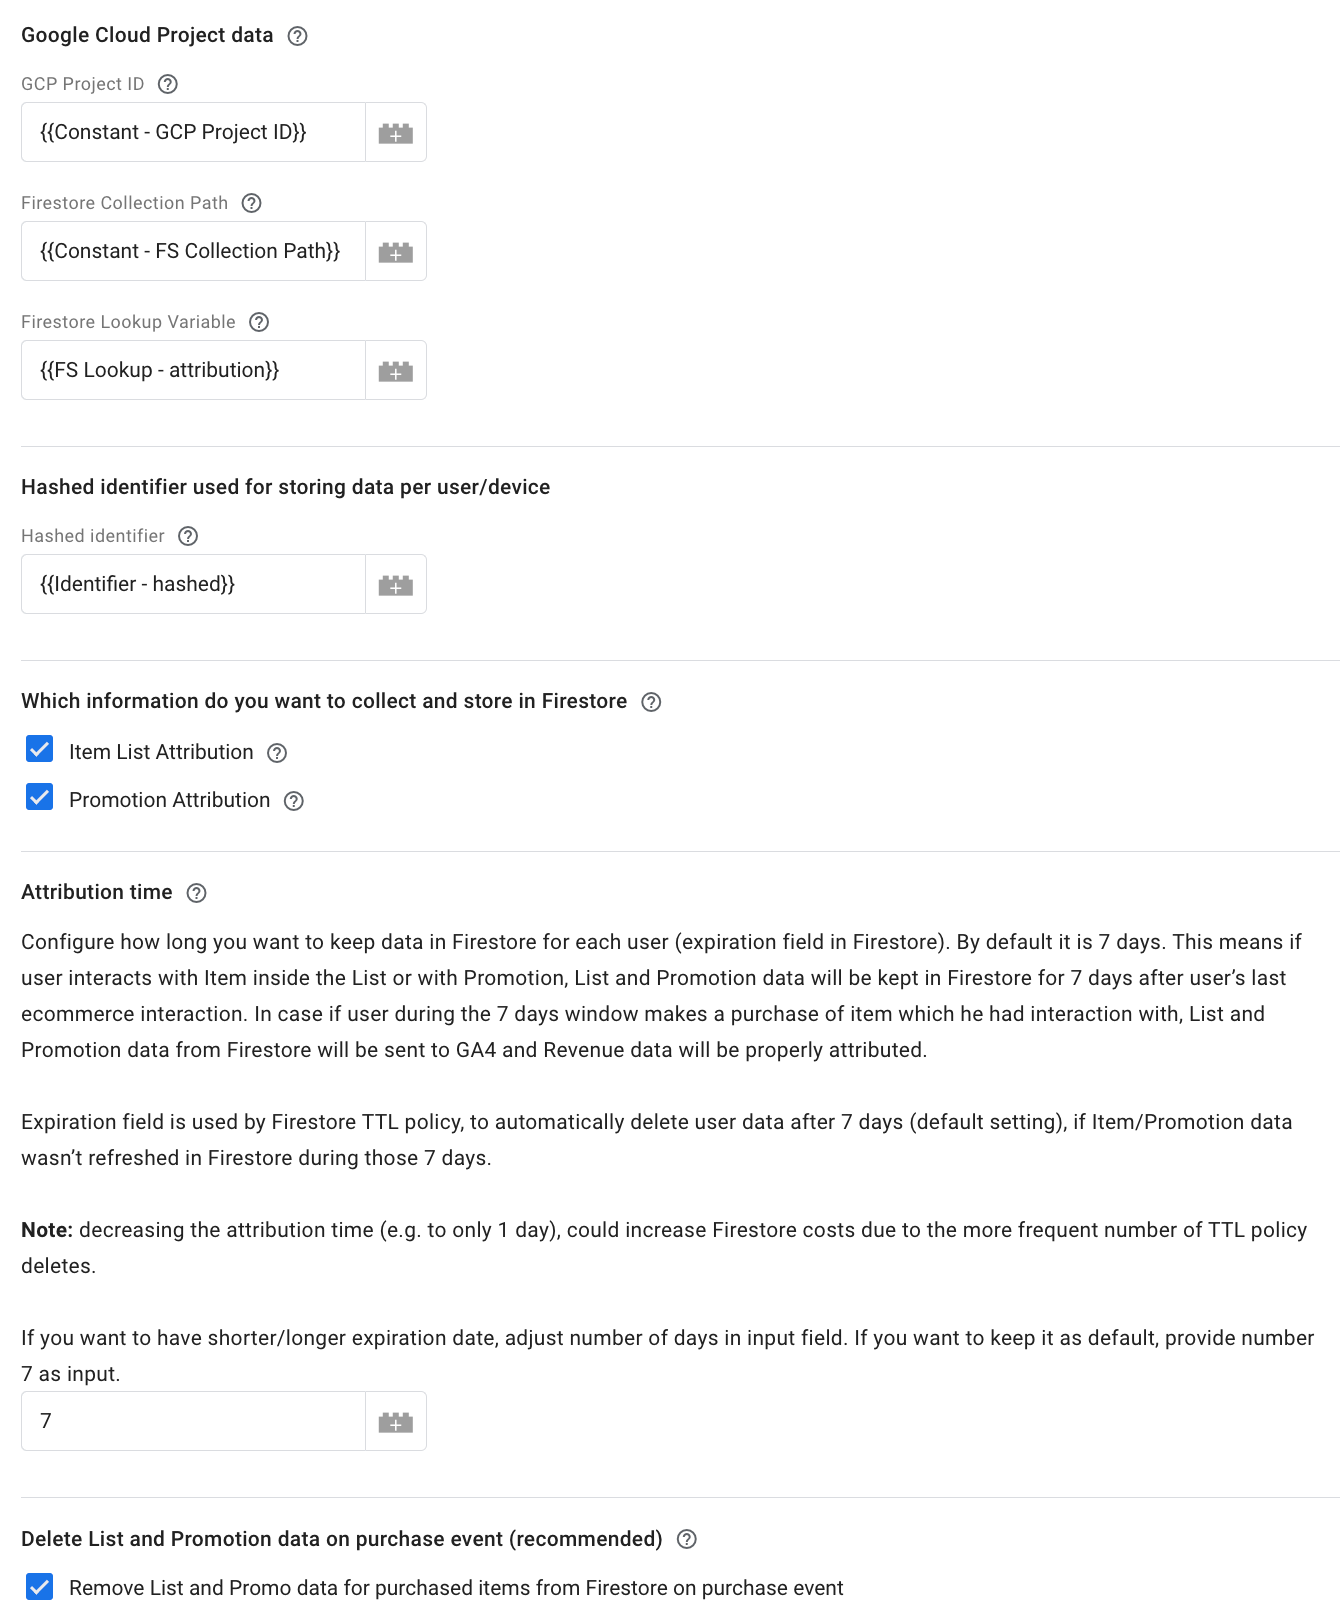 Google Cloud Project data
GCP Project ID
{{Constant - GCP Project ID}}
Firestore Collection Path
{{Constant - FS Collection Path}}
Firestore Lookup Variable
{{FS Lookup - attribution}}
Hashed identifier used for storing data per user/device
Hashed identifier
{{Identifier - hashed}}
Which information do you want to collect and store in Firestore
Item List Attribution
Promotion Attribution
Attribution time
Configure how long you want to keep data in Firestore for each user (expiration field in Firestore). By default it is 7 days. This means if
user interacts with Item inside the List or with Promotion, List and Promotion data will be kept in Firestore for 7 days after user’s last
ecommerce interaction. In case if user during the 7 days window makes a purchase of item which he had interaction with, List and
Promotion data from Firestore will be sent to GA4 and Revenue data will be properly attributed.
Expiration field is used by Firestore TTL policy, to automatically delete user data after 7 days (default setting), if Item/Promotion data
wasn’t refreshed in Firestore during those 7 days.
Note: decreasing the attribution time (e.g. to only 1 day), could increase Firestore costs due to the more frequent number of TTL policy
deletes.
If you want to have shorter/longer expiration date, adjust number of days in input field. If you want to keep it as default, provide number
7 as input.
7
Delete List and Promotion data on purchase event (recommended)
Remove List and Promo data for purchased items from Firestore on purchase event